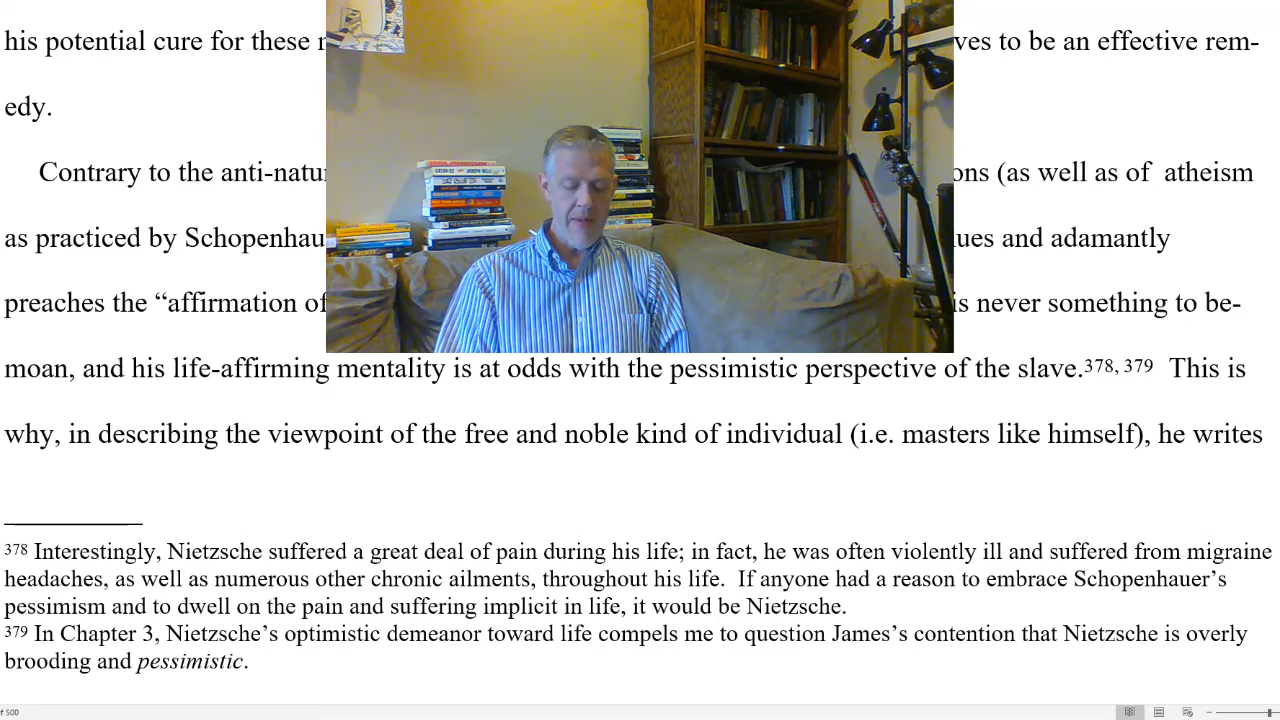 his potential cure for these ves to be an effective rem-
edy.
Contrary to the anti-natu ons (as well as of atheism
as practiced by Schopenhau ues and adamantly
preaches the “affirmation of is never something to be-
moan, and his life-affirming mentality is at odds with the pessimistic perspective of the slave.378, 379 This is
why, in describing the viewpoint of the free and noble kind of individual (i.e. masters like himself), he writes
378 Interestingly, Nietzsche suffered a great deal of pain during his life; in fact, he was often violently ill and suffered from migraine
headaches, as well as numerous other chronic ailments, throughout his life. If anyone had a reason to embrace Schopenhauer’s
pessimism and to dwell on the pain and suffering implicit in life, it would be Nietzsche.
379 In Chapter 3, Nietzsche’s optimistic demeanor toward life compels me to question James’s contention that Nietzsche is overly
brooding and pessimistic.
f 500